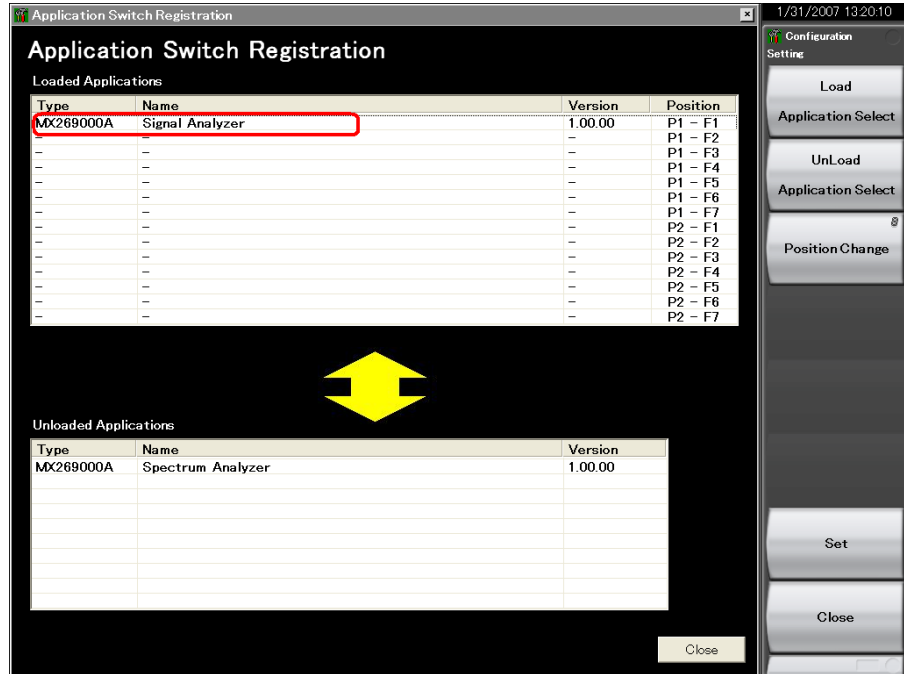 Application Switch Registration
1/31/2007 13:20:10
Application Switch Registration
Loaded Applications
Type Name Version Position
MX269000A Signal Analyzer 1.00.00 P1 - F1
- - - P1 - F2
- - - P1 - F3
- - - P1 - F4
- - - P1 - F5
- - - P1 - F6
- - - P1 - F7
- - - P2 - F1
- - - P2 - F2
- - - P2 - F3
- - - P2 - F4
- - - P2 - F5
- - - P2 - F6
- - - P2 - F7
Unloaded Applications
Type Name Version
MX269000A Spectrum Analyzer 1.00.00
Close
Configuration
Setting
Load
Application Select
UnLoad
Application Select
8
Position Change
Set
Close